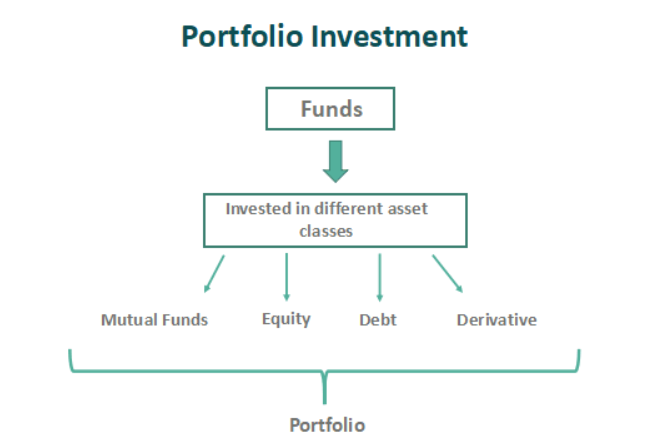 Portfolio Investment
Funds
Invested in different asset
classes
Mutual Funds
Equity
Debt
Derivative
Portfolio